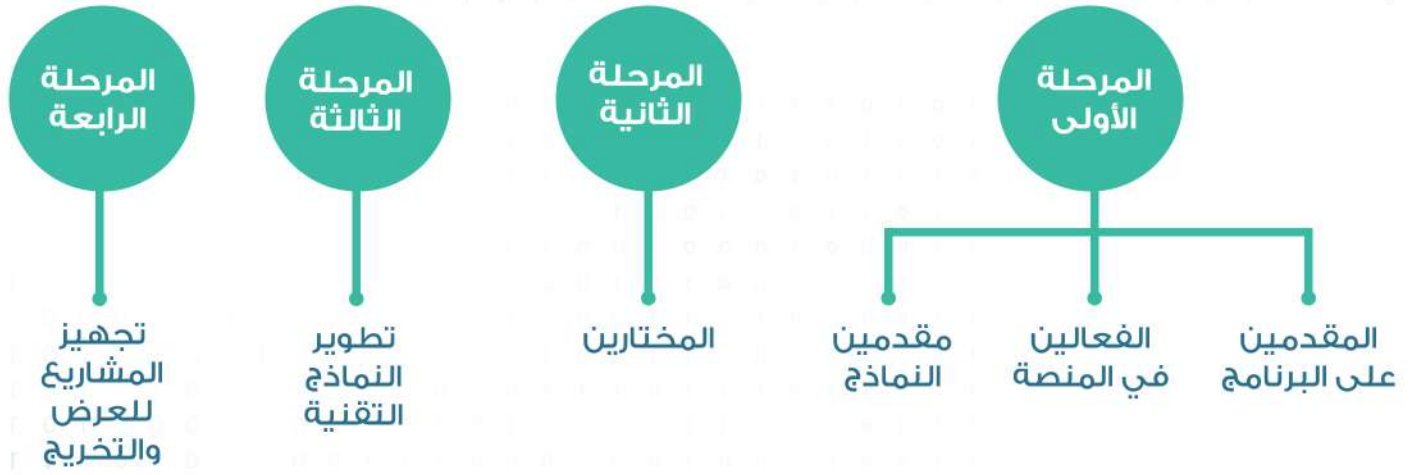 المرحلة
الأولى
المقدمين
على البرنامج
الفعالين
في المنصة
مقدمين
النماذج
المرحلة
الثانية
المختارين
المرحلة
الثالثة
تطوير
النماذج
التقنية
المرحلة
الرابعة
تجهيز
المشاريع
للعرض
والتخريج